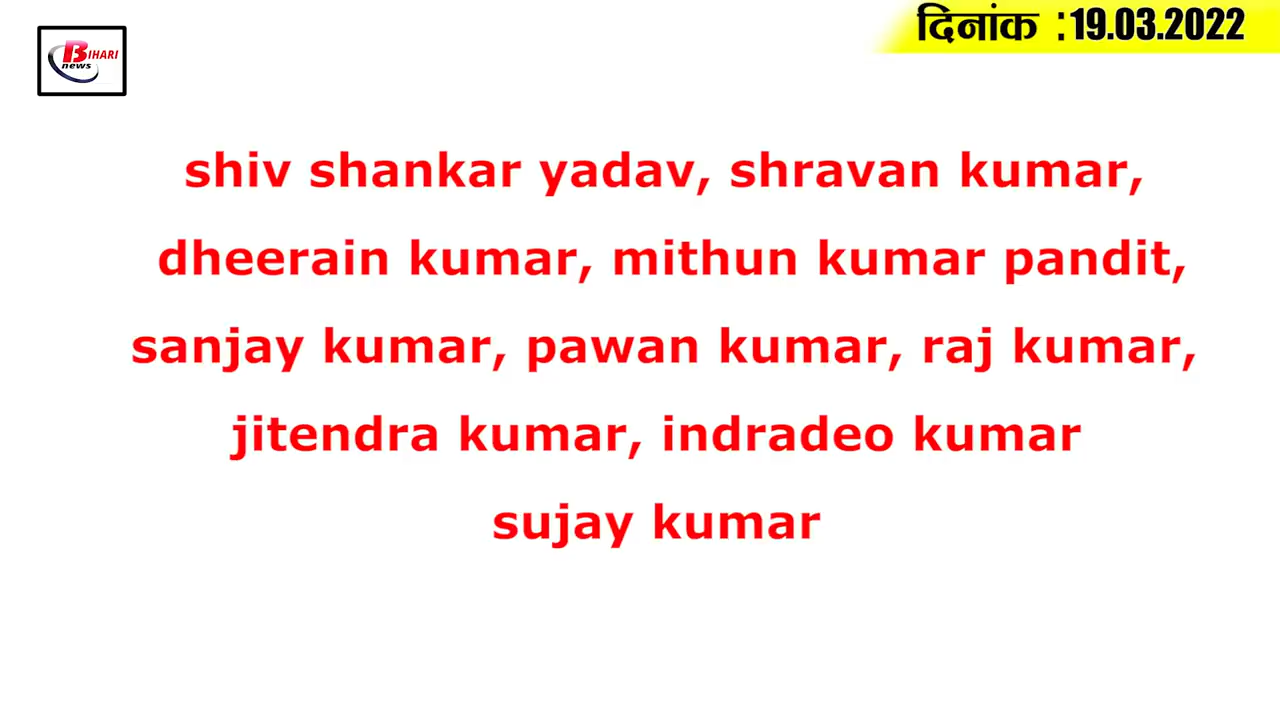 BIHARI
news
दिनांक :19.03.2022
shiv shankar yadav, shravan kumar,
dheerain kumar, mithun kumar pandit,
sanjay kumar, pawan kumar, raj kumar,
jitendra kumar, indradeo kumar
sujay kumar